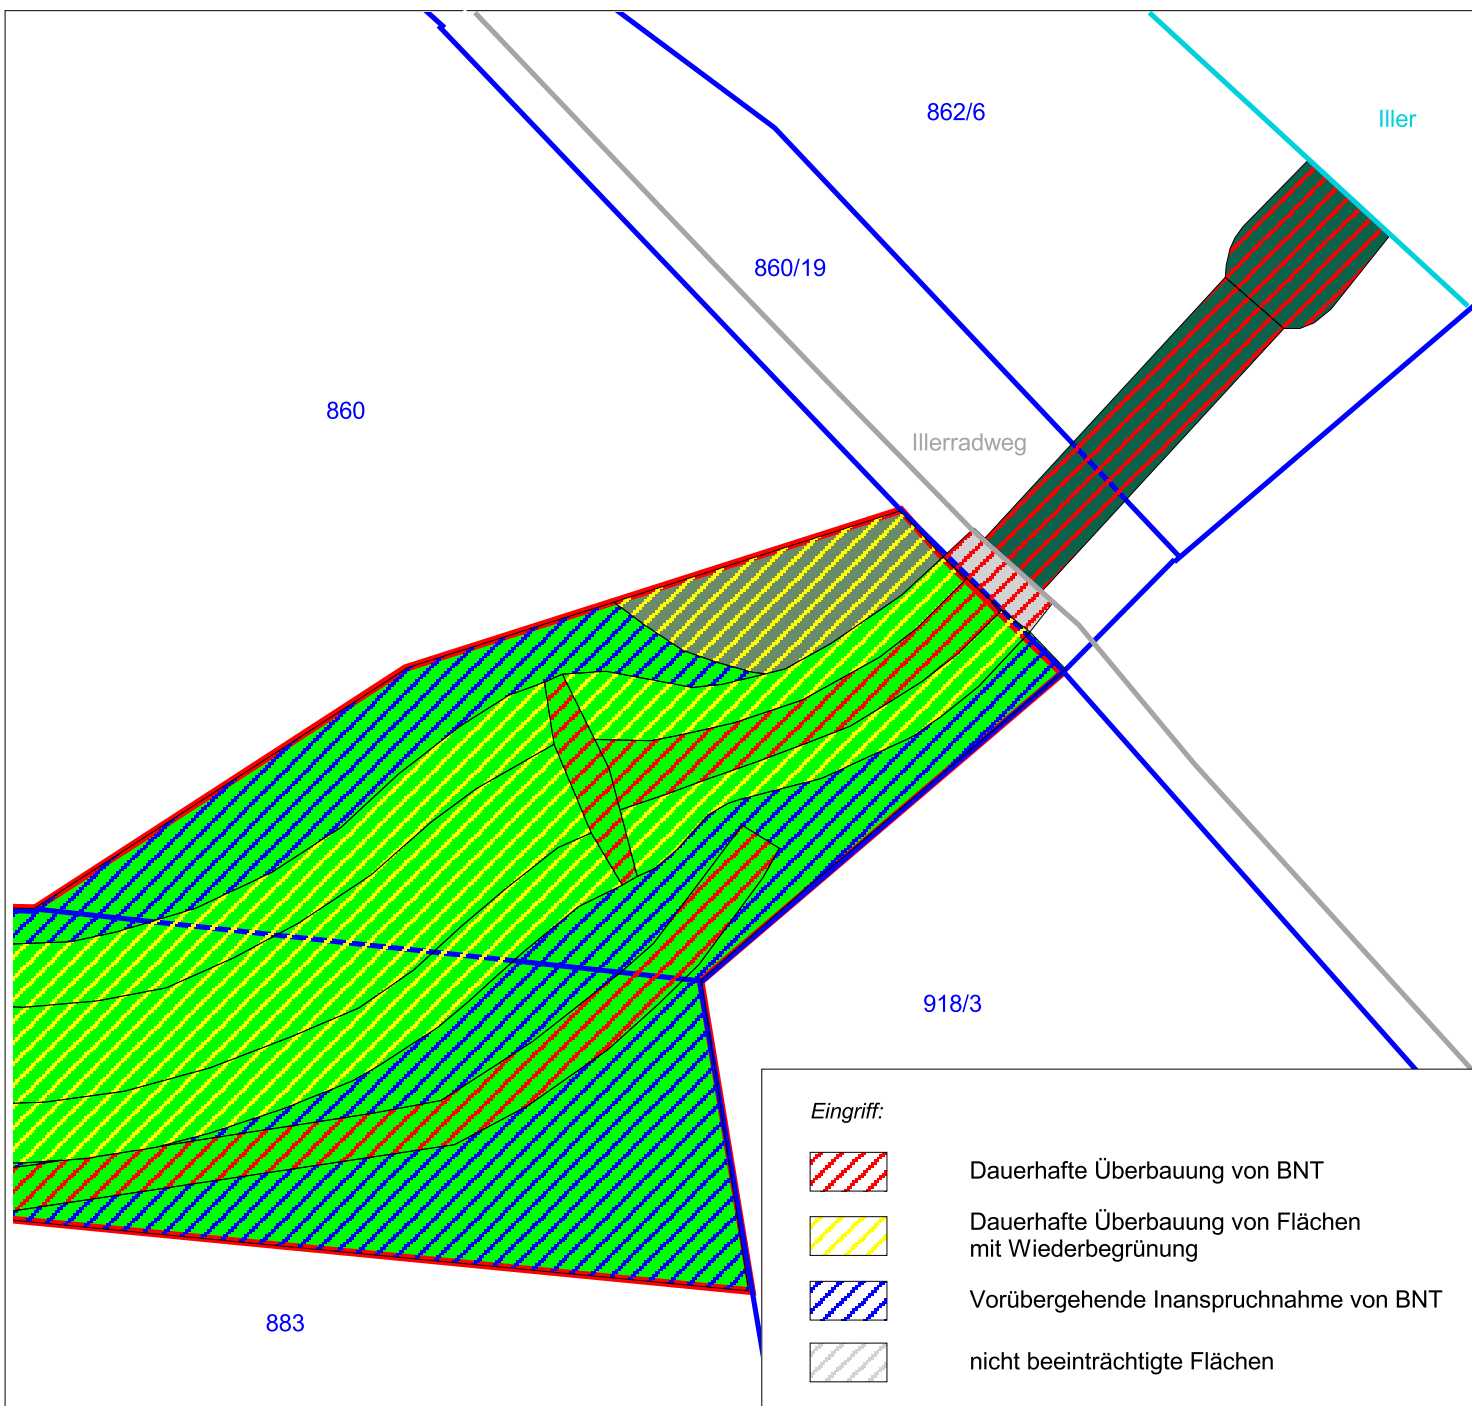 862/6
Iller
860/19
860
Illerradweg
918/3
883
Eingriff:
Dauerhafte Überbauung von BNT
Dauerhafte Überbauung von Flächen
mit Wiederbegrünung
Vorübergehende Inanspruchnahme von BNT
nicht beeinträchtigte Flächen